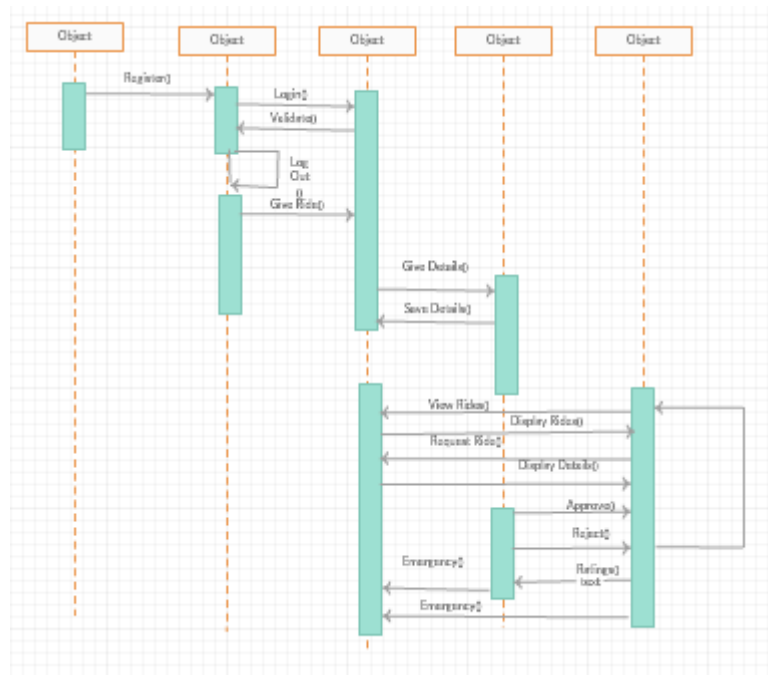 Object
Object
Object
Object
Object
Register()
Login()
Validate()
Log
Out
()
Give Ride()
Give Details()
Save Details()
View Rides()
Display Rides()
Request Ride()
Display Details()
Approve()
Reject()
Emergency()
Ratings()
text
Emergency()